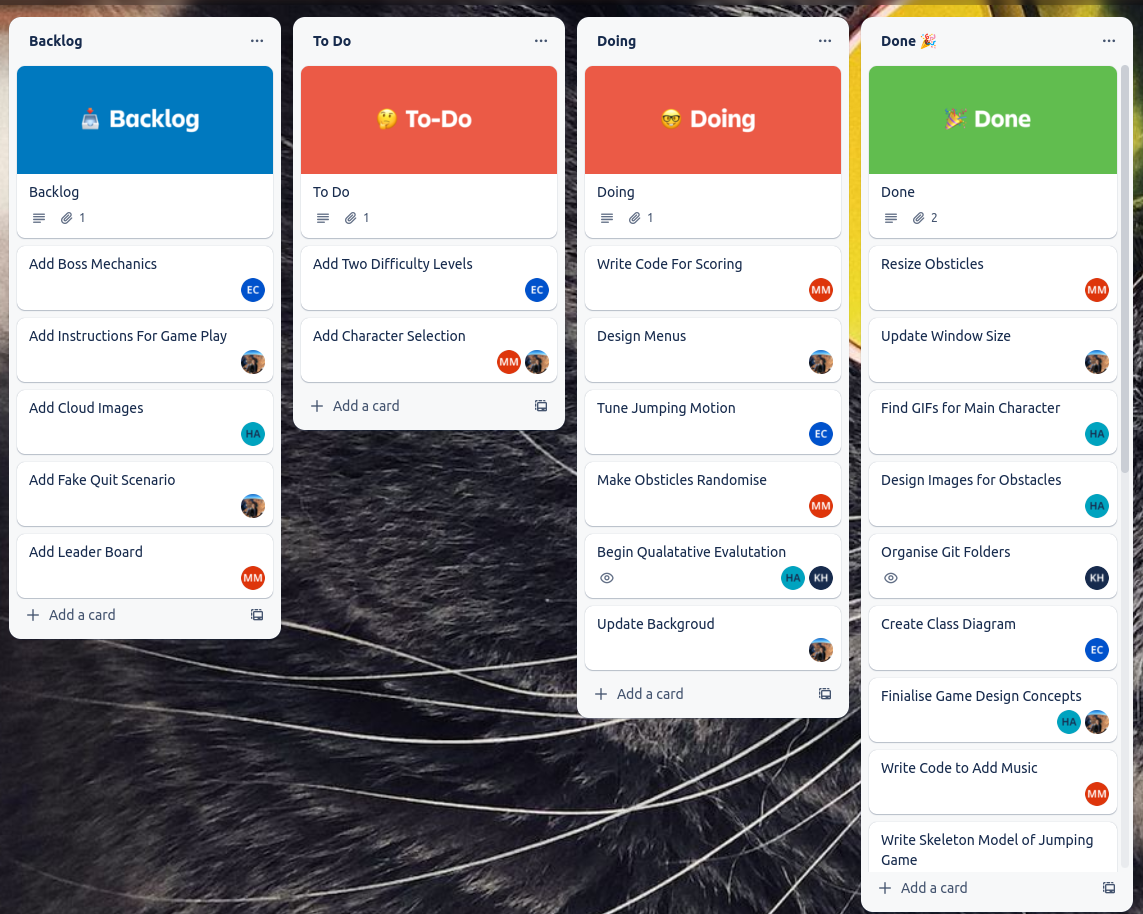 Backlog
Backlog
Backlog
1
Add Boss Mechanics
EC
Add Instructions For Game Play
Add Cloud Images
HA
Add Fake Quit Scenario
Add Leader Board
MM
Add a card
To Do
To-Do
To Do
1
Add Two Difficulty Levels
EC
Add Character Selection
MM
Add a card
Doing
Doing
Doing
1
Write Code For Scoring
MM
Design Menus
Tune Jumping Motion
EC
Make Obsticles Randomise
MM
Begin Qualatative Evalutation
HA KH
Update Backgroud
Add a card
Done 🎉
Done
Done
2
Resize Obsticles
MM
Update Window Size
Find GIFs for Main Character
HA
Design Images for Obstacles
HA
Organise Git Folders
KH
Create Class Diagram
EC
Finialise Game Design Concepts
HA
Write Code to Add Music
MM
Write Skeleton Model of Jumping
Game
Add a card